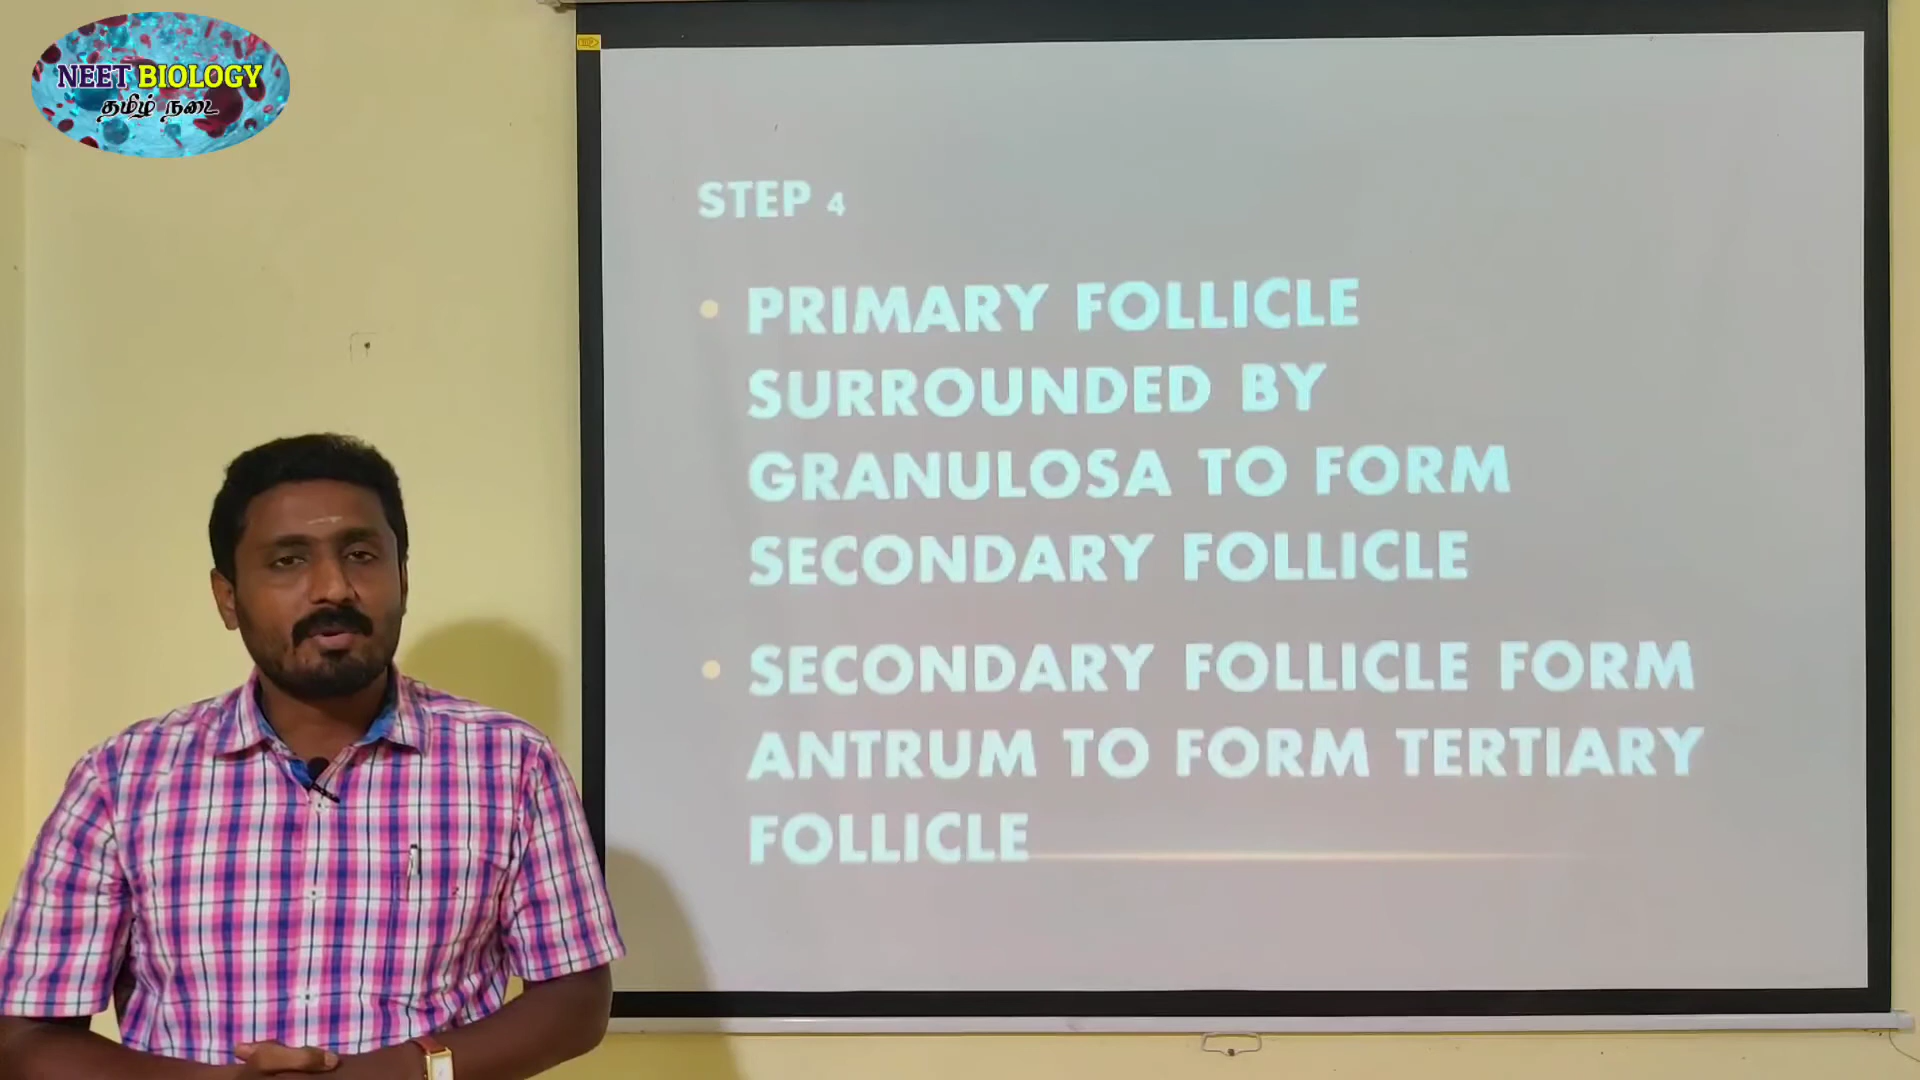 NEET BIOLOGY
தமிழ் நடை
STEP 4
• PRIMARY FOLLICLE
SURROUNDED BY
GRANULOSA TO FORM
SECONDARY FOLLICLE
• SECONDARY FOLLICLE FORM
ANTRUM TO FORM TERTIARY
FOLLICLE